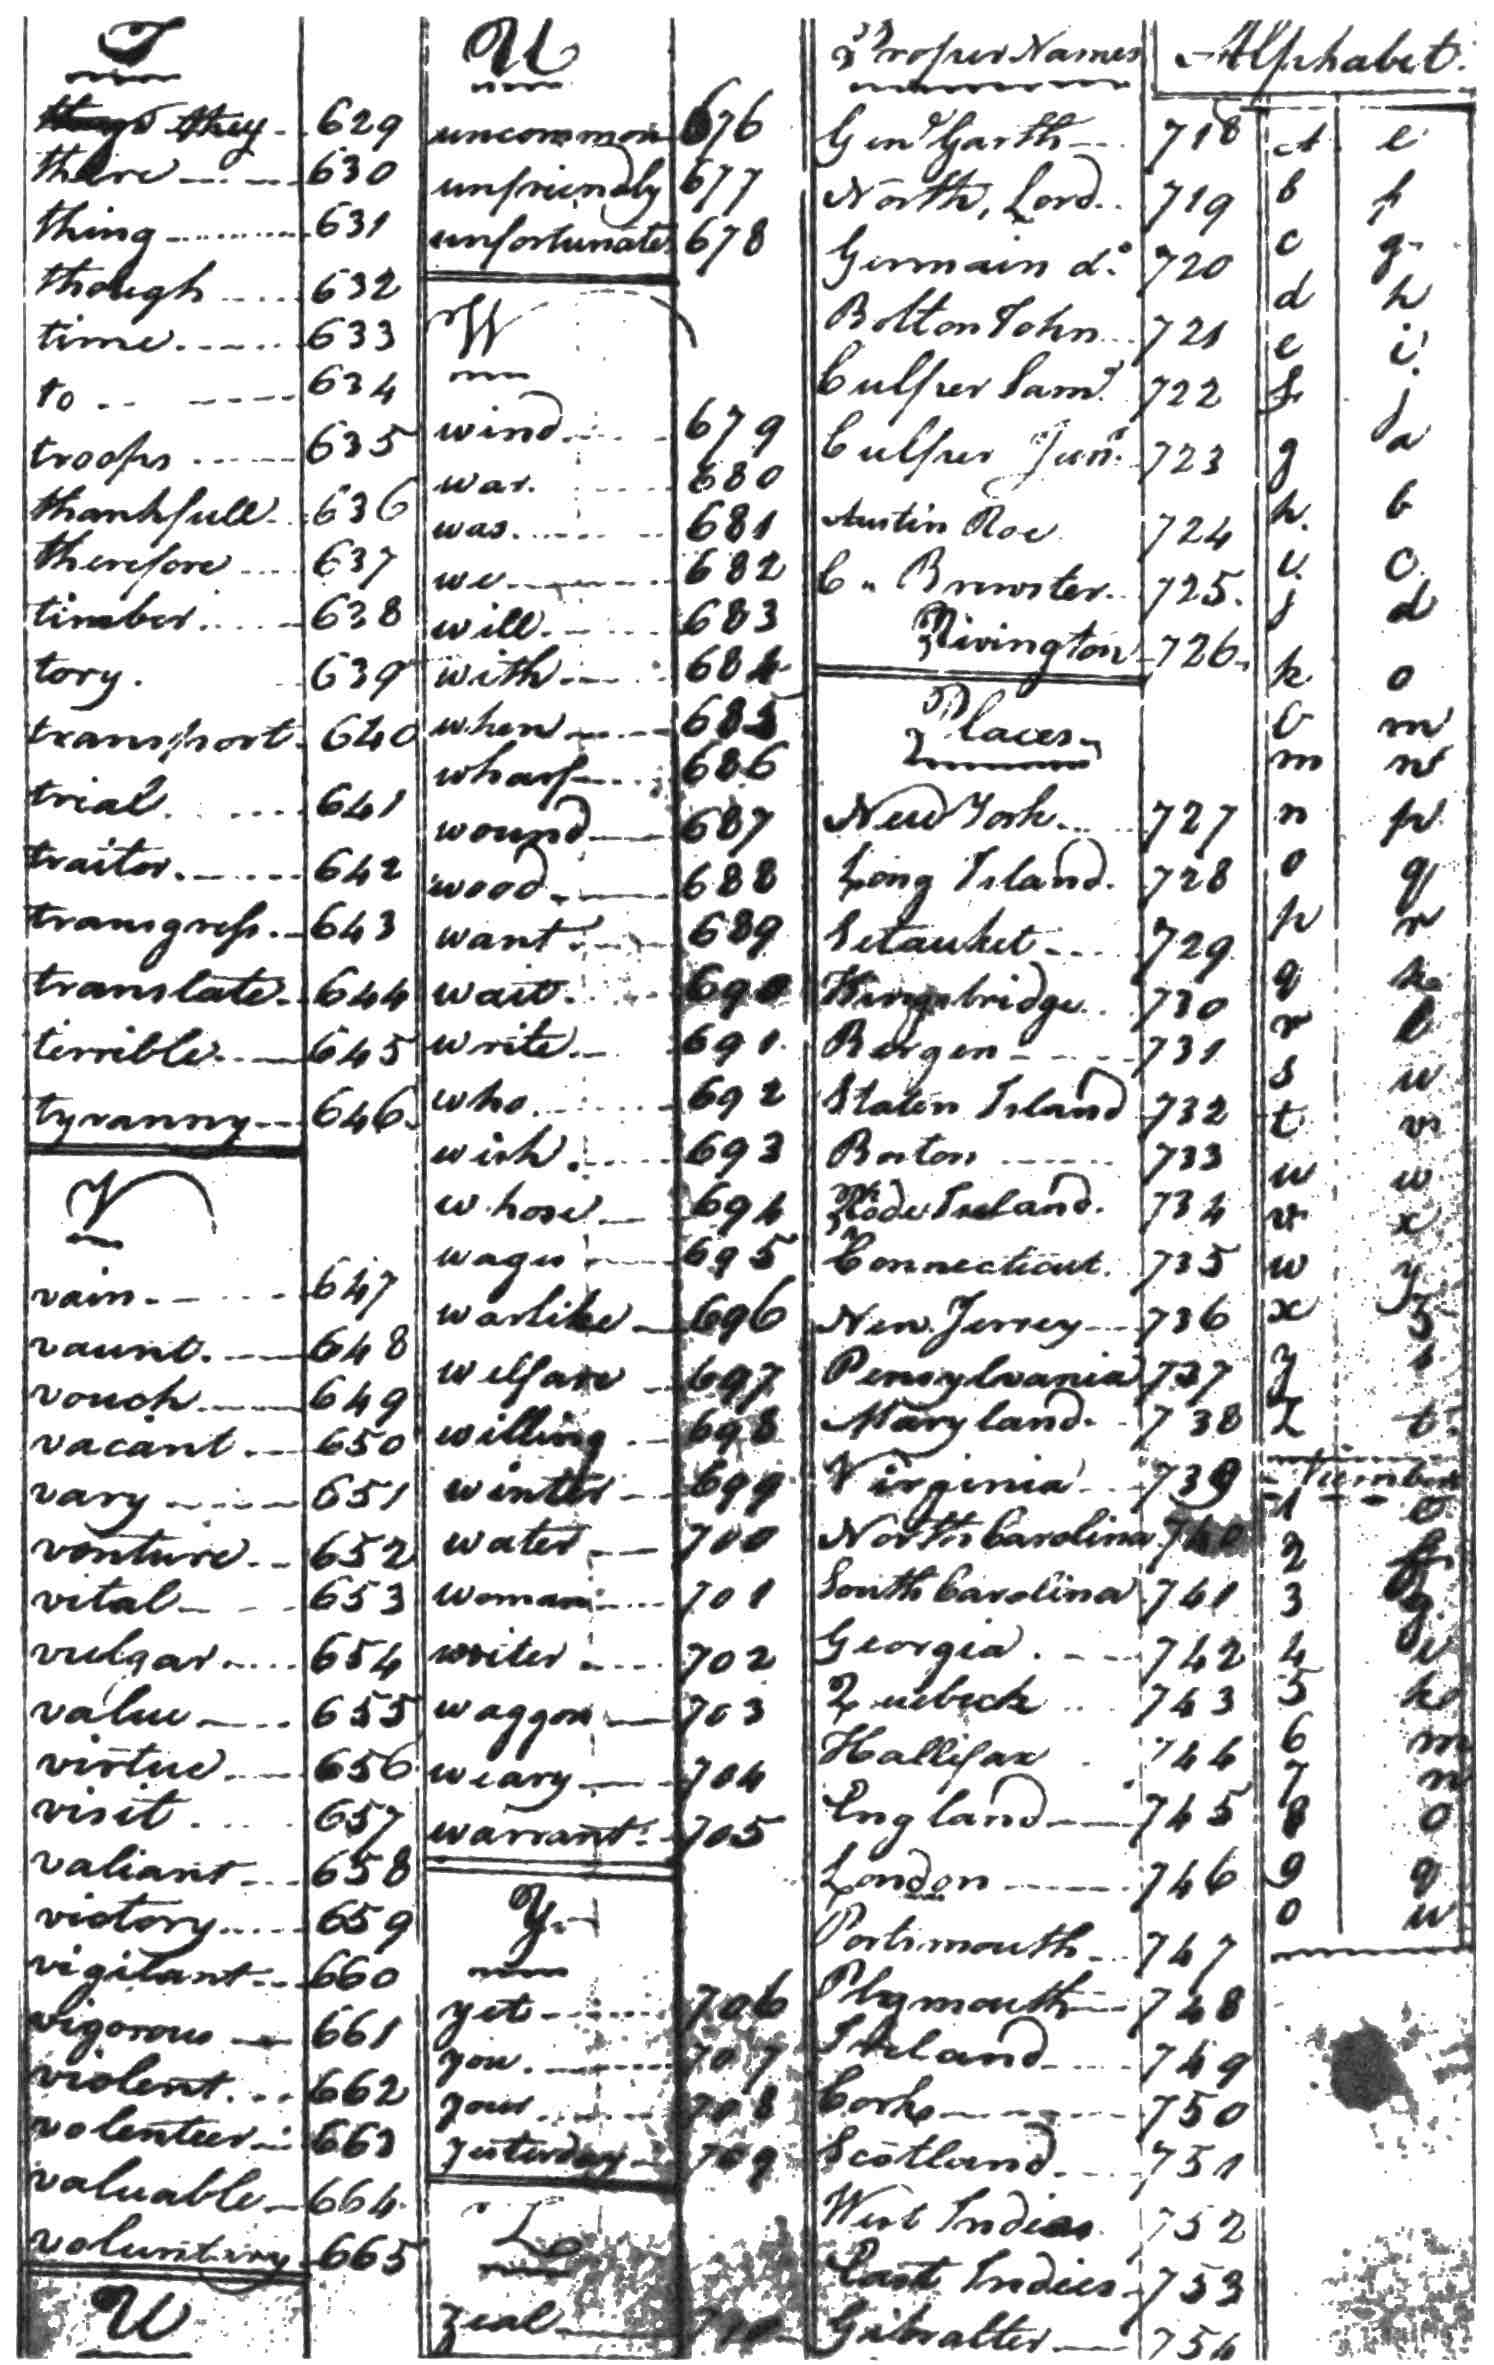 T
they 629
there 630
thing 631
though 632
time 633
to 634
troops 635
thankfull 636
therefore 637
timber 638
tory. 639
transport 640
trial 641
traitor 642
transgress 643
translate 644
terrible 645
tyranny 646
V
vain 647
vaunt 648
vouch 649
vacant 650
vary 651
venture 652
vital 653
vulgar 654
value 655
virtue 656
visit 657
valiant 658
victory 659
vigilant 660
vigorous 661
violent 662
volenteer 663
valuable 664
voluntary 665
U
U
uncommon 676
unfriendly 677
unfortunate 678
W
wind 679
war 680
was 681
we 682
will 683
with 684
when 685
wharf 686
wound 687
wood 688
want 689
wait 690
write 691
who 692
wish 693
whose 694
wages 695
warlike 696
welfare 697
willing 698
winter 699
water 700
woman 701
writer 702
waggon 703
weary 704
warrant 705
Y
yet 706
you 707
your 708
yesterday 709
Z
zeal 710
Proper Names
Genl Garth 718
North, Lord 719
Germain do 720
Bolton John 721
Culper Saml. 722
Culper Junr. 723
Austin Roe 724
C" Brewster 725.
Rivington 726.
Places
New York 727
Long Island 728
Setauket 729
Kingsbridge 730
Bergen 731
Staten Island 732
Boston 733
Rhode Island 734
Connecticut 735
New Jersey 736
Pensylvania 737
Maryland 738
Virginia 739
North Carolina 740
South Carolina 741
Georgia 742
Quebeck 743
Hallifax 744
England 745
London 746
Portsmouth 747
Plymouth 748
Ireland 749
Cork 750
Scotland 751
West Indies 752
East Indies 753
Gibralter 754
Alphabet
a e
b f
c g
d h
e i
f j
g a
h b
i c
j d
k o
l m
m n
n p
o q
p r
q k
r l
s u
t v
u w
v x
w y
x z
y s
z t
Numbers
1 e
2 f
3 g
4 i
5 k
6 m
7 n
8 o
9 q
0 u